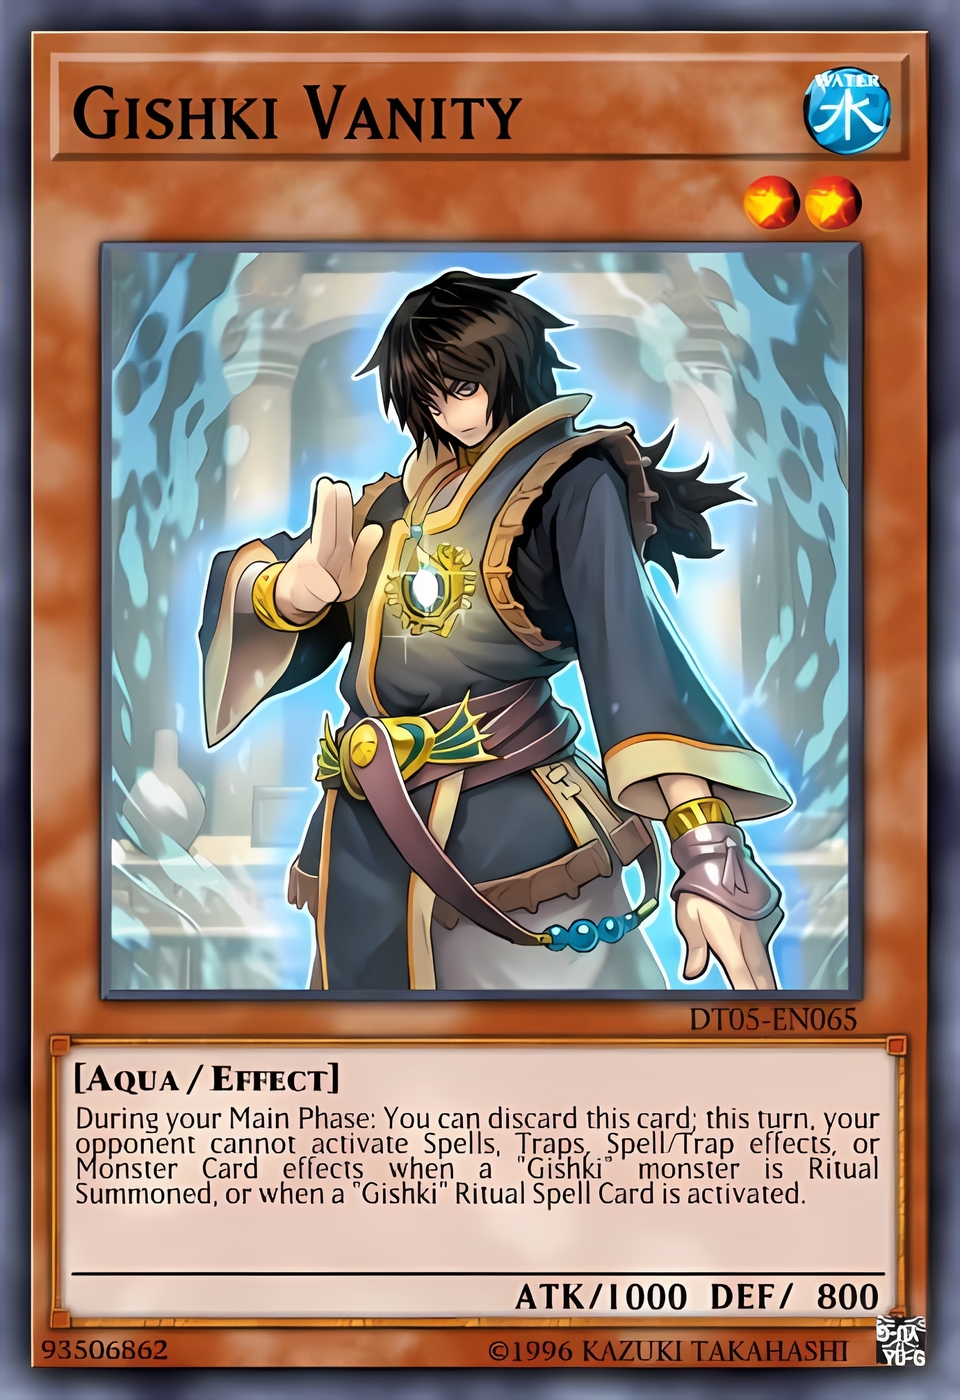 GISHKI VANITY
WATER
水
DT05-EN065
[AQUA / EFFECT]
During your Main Phase: You can discard this card; this turn, your
opponent cannot activate Spells, Traps, Spell/Trap effects, or
Monster Card effects when a "Gishki" monster is Ritual
Summoned, or when a "Gishki" Ritual Spell Card is activated.
ATK/1000 DEF/ 800
93506862
©1996 KAZUKI TAKAHASHI